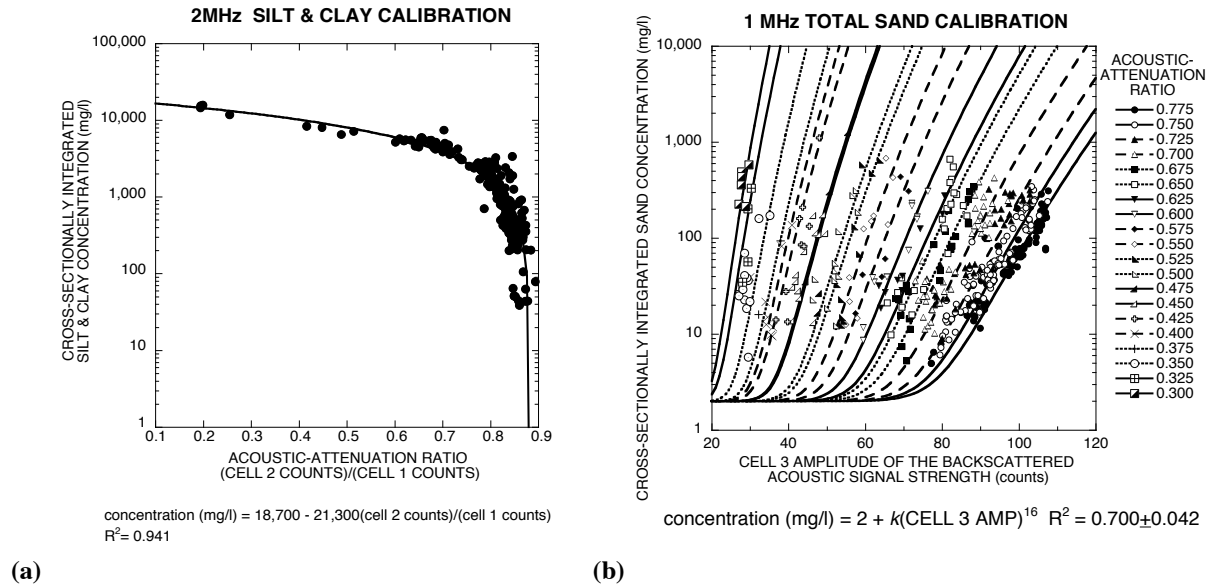 2MHz SILT & CLAY CALIBRATION
CROSS-SECTIONALLY INTEGRATED
SILT & CLAY CONCENTRATION (mg/l)
100,000
10,000
1,000
100
10
1
0.1 0.2 0.3 0.4 0.5 0.6 0.7 0.8 0.9
ACOUSTIC-ATTENUATION RATIO
(CELL 2 COUNTS)/(CELL 1 COUNTS)
concentration (mg/l) = 18,700 - 21,300(cell 2 counts)/(cell 1 counts)
R²= 0.941
(a)
1 MHz TOTAL SAND CALIBRATION
CROSS-SECTIONALLY INTEGRATED SAND CONCENTRATION (mg/l)
10,000
1,000
100
10
1
20 40 60 80 100 120
CELL 3 AMPLITUDE OF THE BACKSCATTERED
ACOUSTIC SIGNAL STRENGTH (counts)
ACOUSTIC-
ATTENUATION
RATIO
0.775
0.750
0.725
0.700
0.675
0.650
0.625
0.600
0.575
0.550
0.525
0.500
0.475
0.450
0.425
0.400
0.375
0.350
0.325
0.300
concentration (mg/l) = 2 + k(CELL 3 AMP)¹⁶ R² = 0.700±0.042
(b)